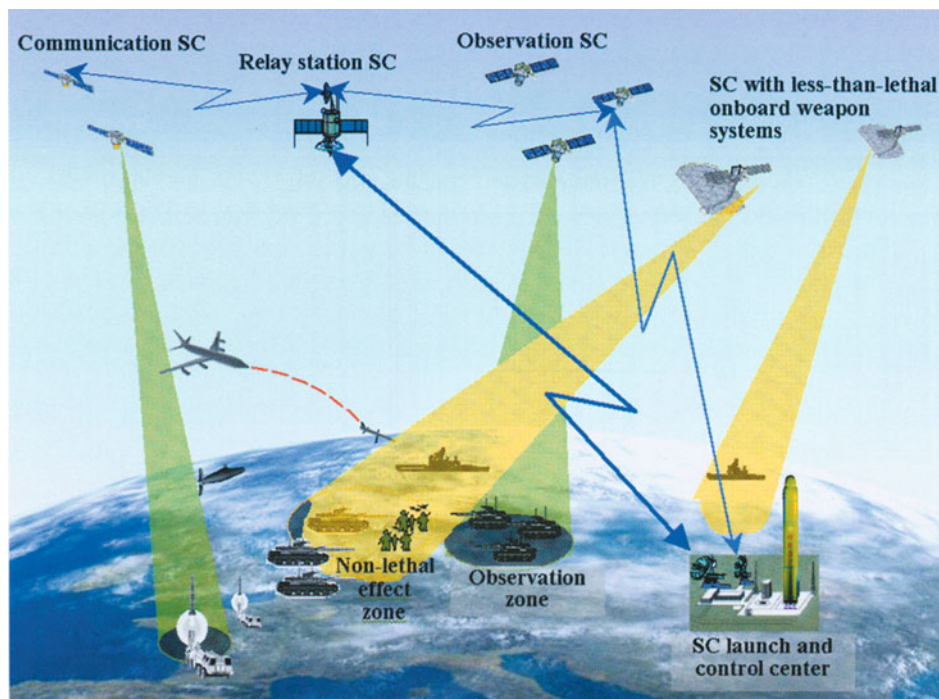 Communication SC
Relay station SC
Observation SC
SC with less-than-lethal
onboard weapon
systems
Non-lethal
effect
zone
Observation
zone
SC launch and
control center